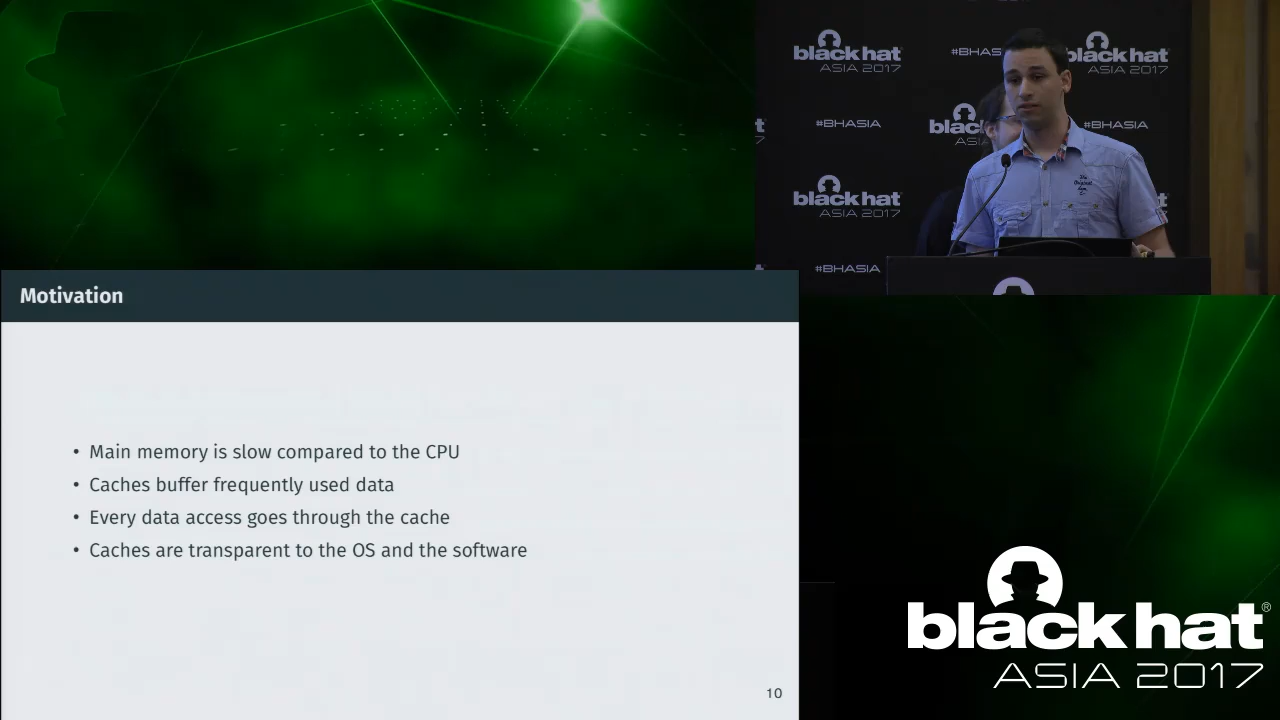 black hat
ASIA 2017
#BHAS
black hat
ASIA 2017
#BHASIA
black
#BHASIA
black hat
ASIA 2017
black hat
ASIA 2017
#BHASIA
Motivation
• Main memory is slow compared to the CPU
• Caches buffer frequently used data
• Every data access goes through the cache
• Caches are transparent to the OS and the software
10
black hat®
ASIA 2017